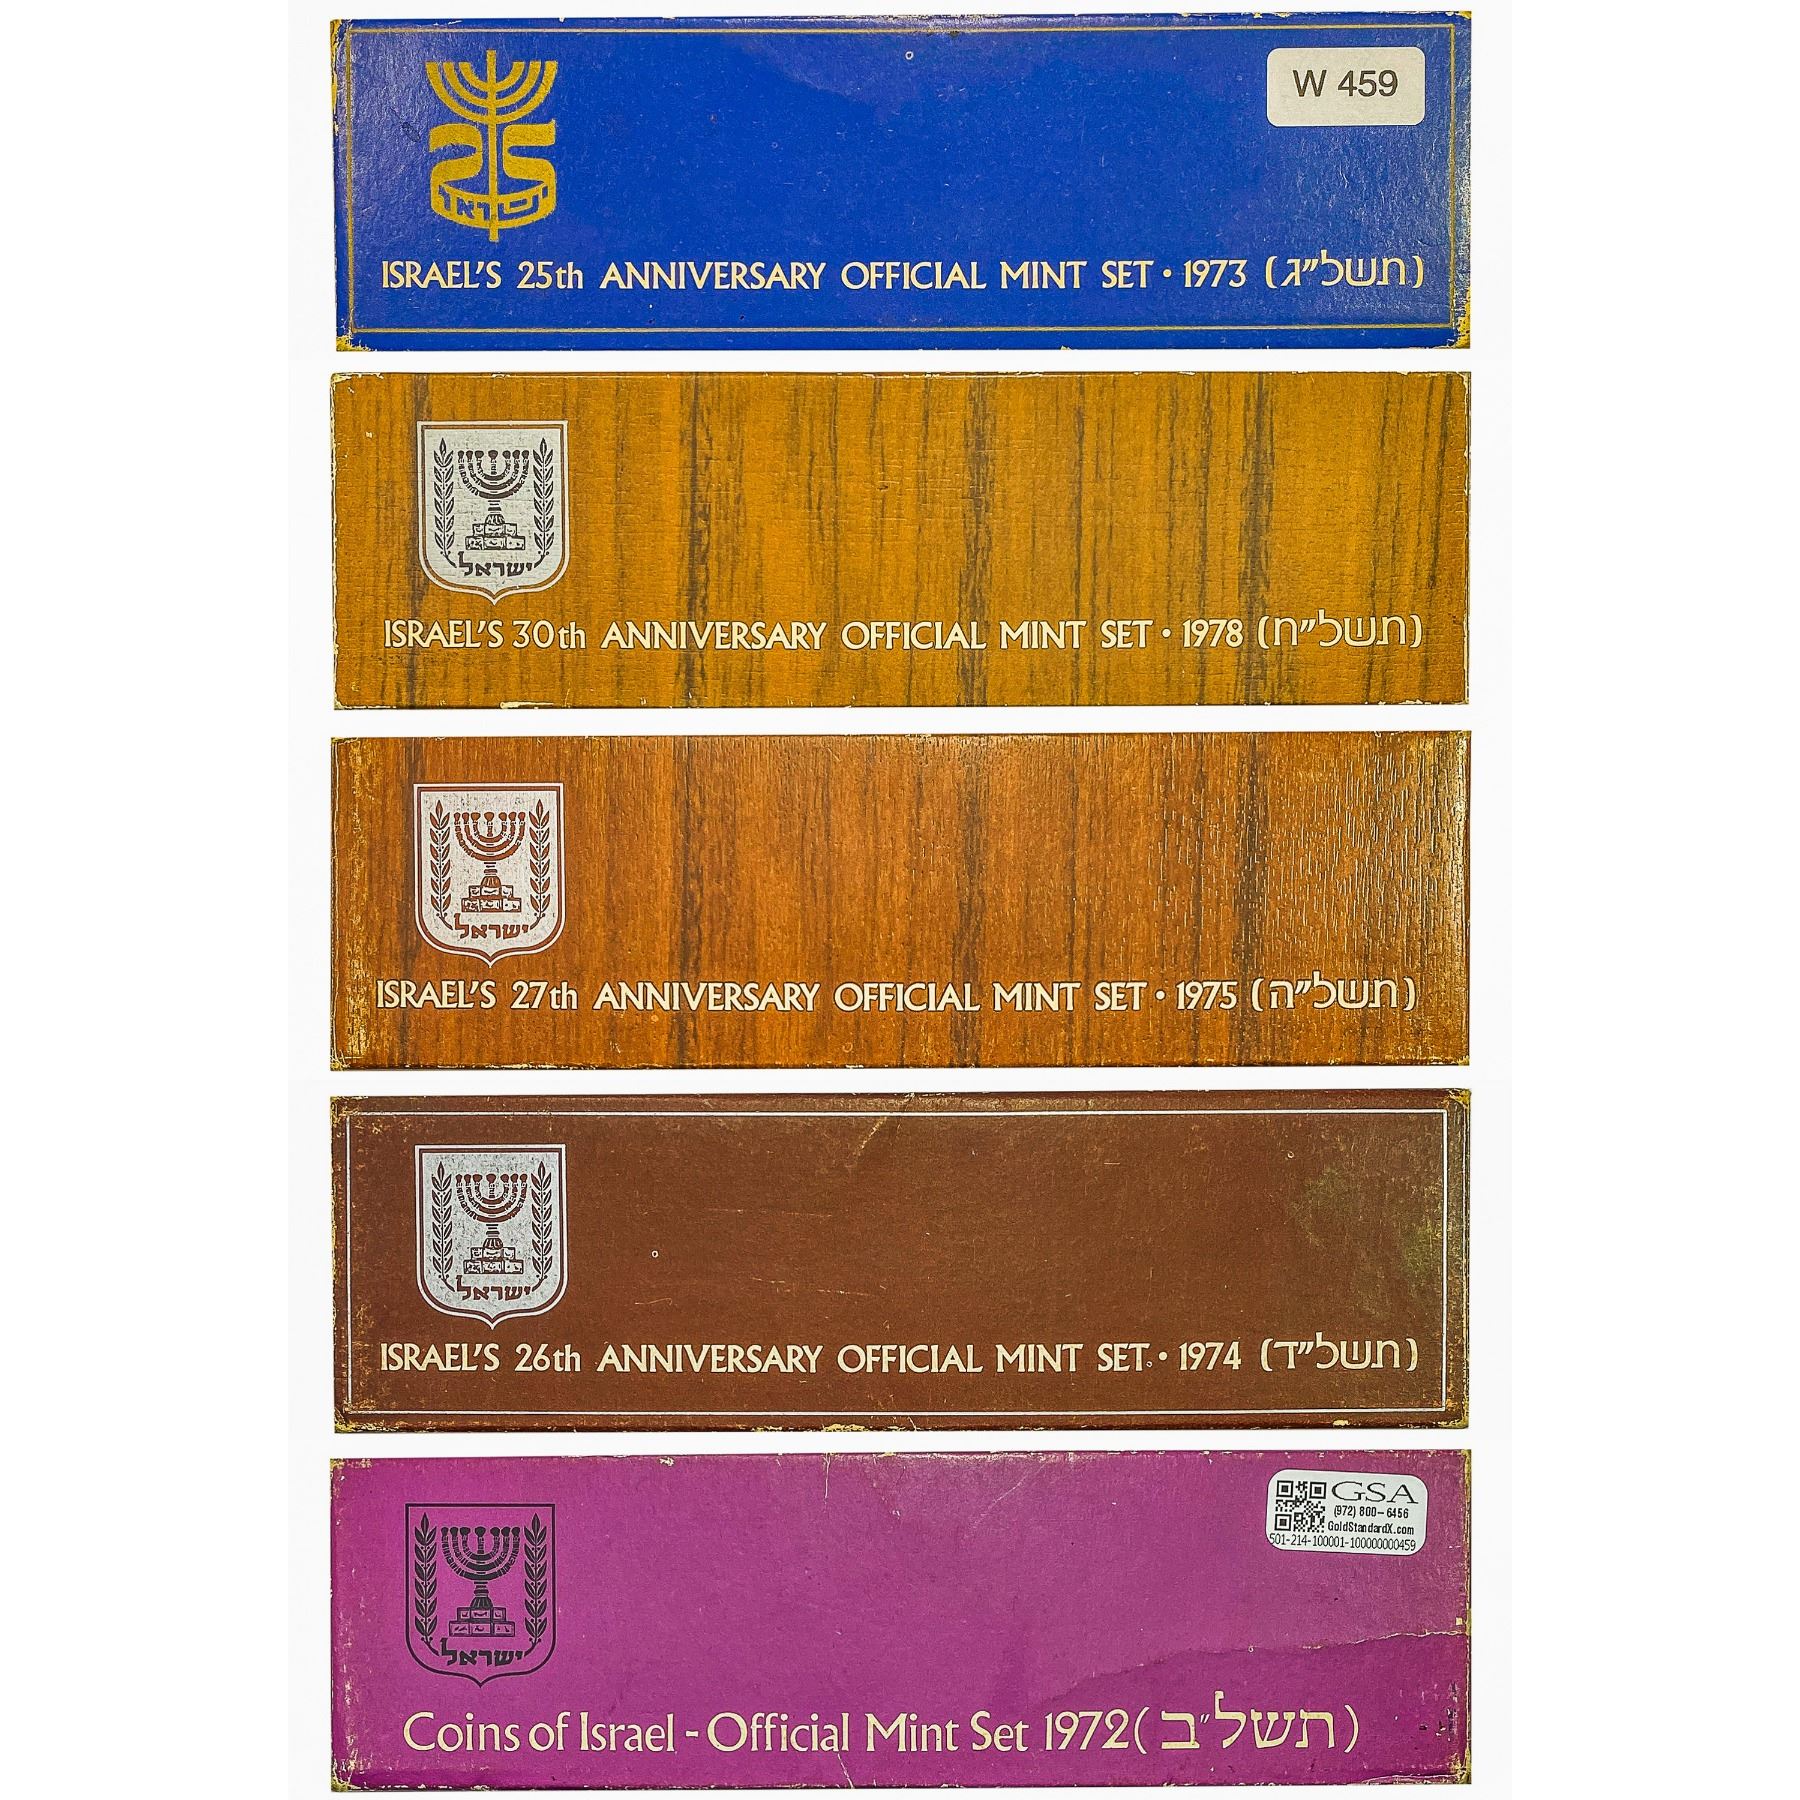 W 459
25
ישראל
ISRAEL'S 25th ANNIVERSARY OFFICIAL MINT SET • 1973 (תשל"ג)
ישראל
ISRAEL'S 30th ANNIVERSARY OFFICIAL MINT SET • 1978 (תשל"ח)
ישראל
ISRAEL'S 27th ANNIVERSARY OFFICIAL MINT SET • 1975 (תשל"ה)
ישראל
ISRAEL'S 26th ANNIVERSARY OFFICIAL MINT SET • 1974 (תשל"ד)
GSA
(972) 800-6456
GoldStandardX.com
501-214-100001-100000000459
ישראל
Coins of Israel - Official Mint Set 1972 (תשל"ב)